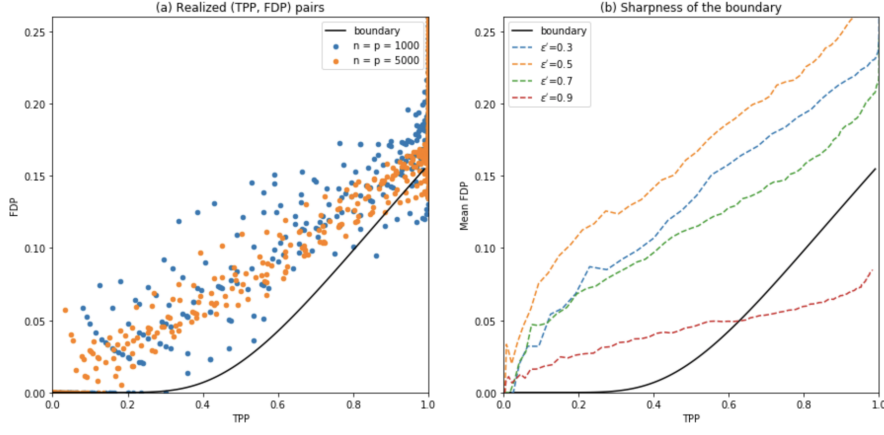 (a) Realized (TPP, FDP) pairs
FDP
0.25
0.20
0.15
0.10
0.05
0.00
0.0 0.2 0.4 0.6 0.8 1.0
TPP
boundary
n = p = 1000
n = p = 5000
(b) Sharpness of the boundary
Mean FDP
0.25
0.20
0.15
0.10
0.05
0.00
0.0 0.2 0.4 0.6 0.8 1.0
TPP
boundary
ε′=0.3
ε′=0.5
ε′=0.7
ε′=0.9